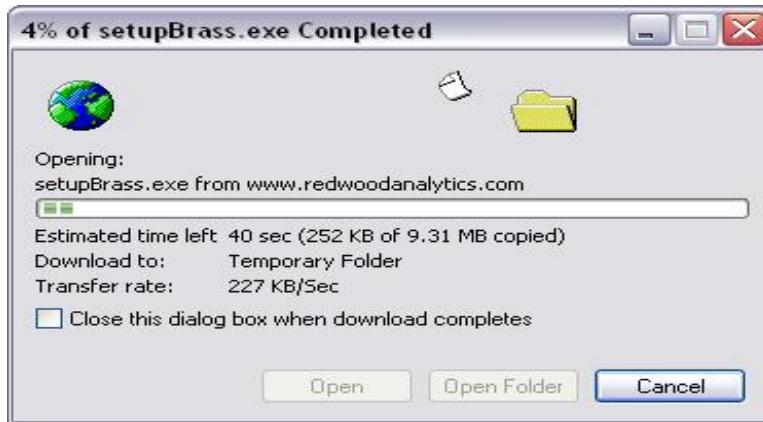 4% of setupBrass.exe Completed
Opening:
setupBrass.exe from www.redwoodanalytics.com
Estimated time left 40 sec (252 KB of 9.31 MB copied)
Download to: Temporary Folder
Transfer rate: 227 KB/Sec
Close this dialog box when download completes
Open Open Folder Cancel